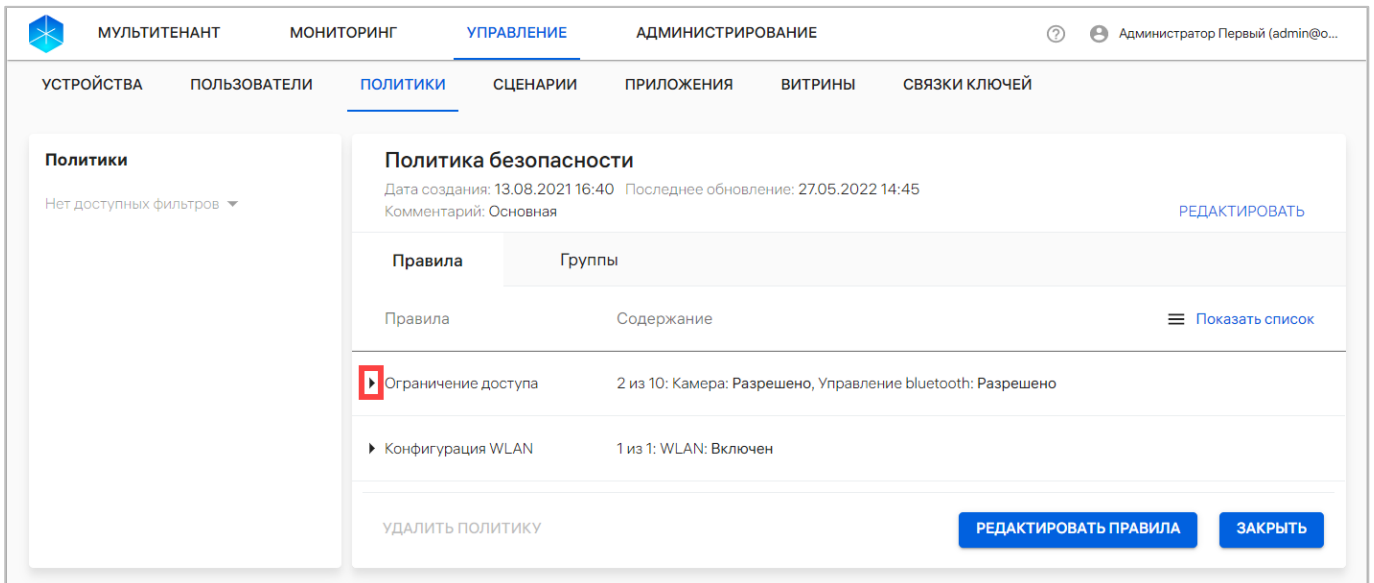 МУЛЬТИТЕНАНТ МОНИТОРИНГ УПРАВЛЕНИЕ АДМИНИСТРИРОВАНИЕ ? Администратор Первый (admin@o...
УСТРОЙСТВА ПОЛЬЗОВАТЕЛИ ПОЛИТИКИ СЦЕНАРИИ ПРИЛОЖЕНИЯ ВИТРИНЫ СВЯЗКИ КЛЮЧЕЙ
Политики
Нет доступных фильтров
Политика безопасности
Дата создания: 13.08.2021 16:40 Последнее обновление: 27.05.2022 14:45
Комментарий: Основная
РЕДАКТИРОВАТЬ
Правила Группы
Правила Содержание Показать список
Ограничение доступа 2 из 10: Камера: Разрешено, Управление bluetooth: Разрешено
Конфигурация WLAN 1 из 1: WLAN: Включен
УДАЛИТЬ ПОЛИТИКУ РЕДАКТИРОВАТЬ ПРАВИЛА ЗАКРЫТЬ